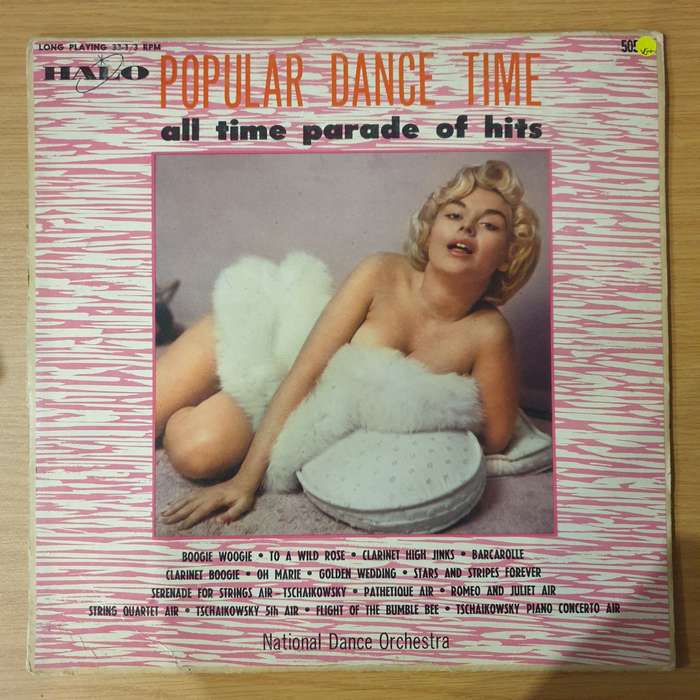 LONG PLAYING 33-1/3 RPM
HALO
POPULAR DANCE TIME
all time parade of hits
BOOGIE WOOGIE • TO A WILD ROSE • CLARINET HIGH JINKS • BARCAROLLE
CLARINET BOOGIE • OH MARIE • GOLDEN WEDDING • STARS AND STRIPES FOREVER
SERENADE FOR STRINGS AIR - TSCHAIKOWSKY • PATHETIQUE AIR • ROMEO AND JULIET AIR
STRING QUARTET AIR • TSCHAIKOWSKY 5th AIR • FLIGHT OF THE BUMBLE BEE • TSCHAIKOWSKY PIANO CONCERTO AIR
National Dance Orchestra